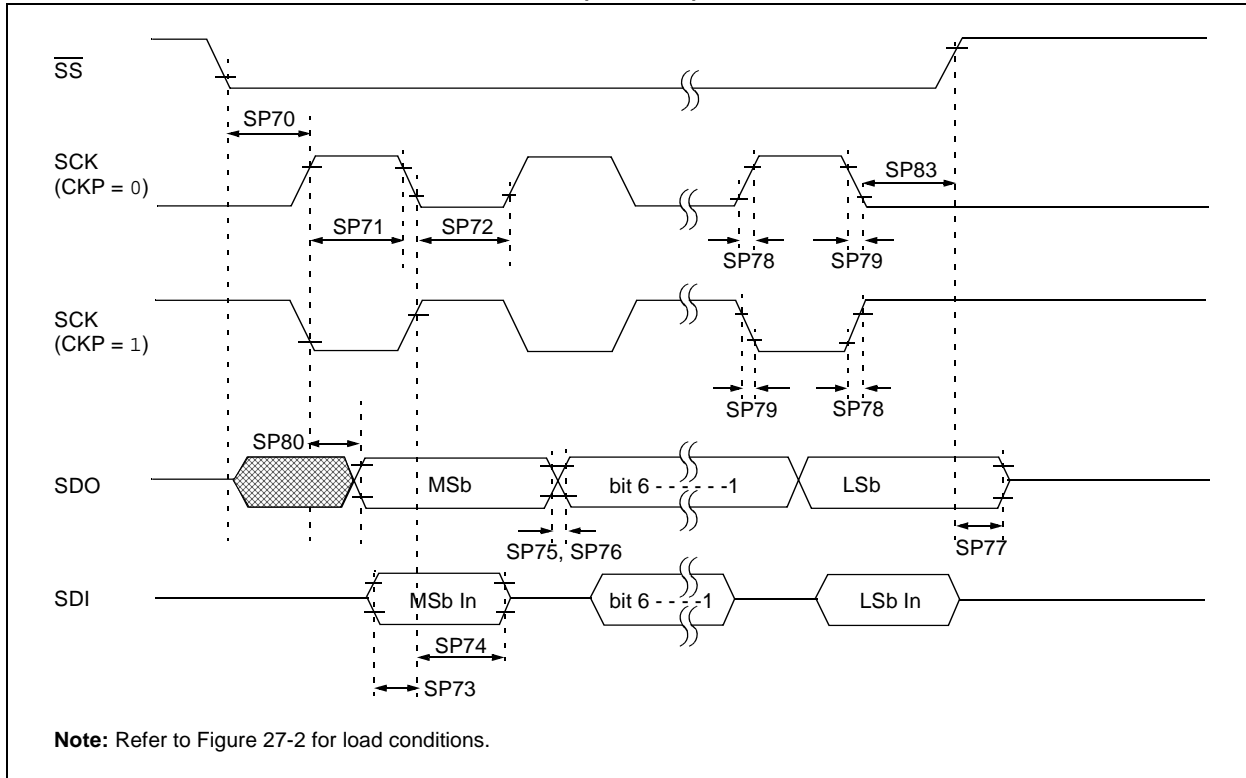 SS
SP70
SCK
(CKP = 0)
SP83
SP71
SP72
SP78
SP79
SCK
(CKP = 1)
SP79
SP78
SP80
SDO
MSb
bit 6 - - - - - -1
LSb
SP75, SP76
SP77
SDI
MSb In
bit 6 - - - -1
LSb In
SP74
SP73
Note: Refer to Figure 27-2 for load conditions.